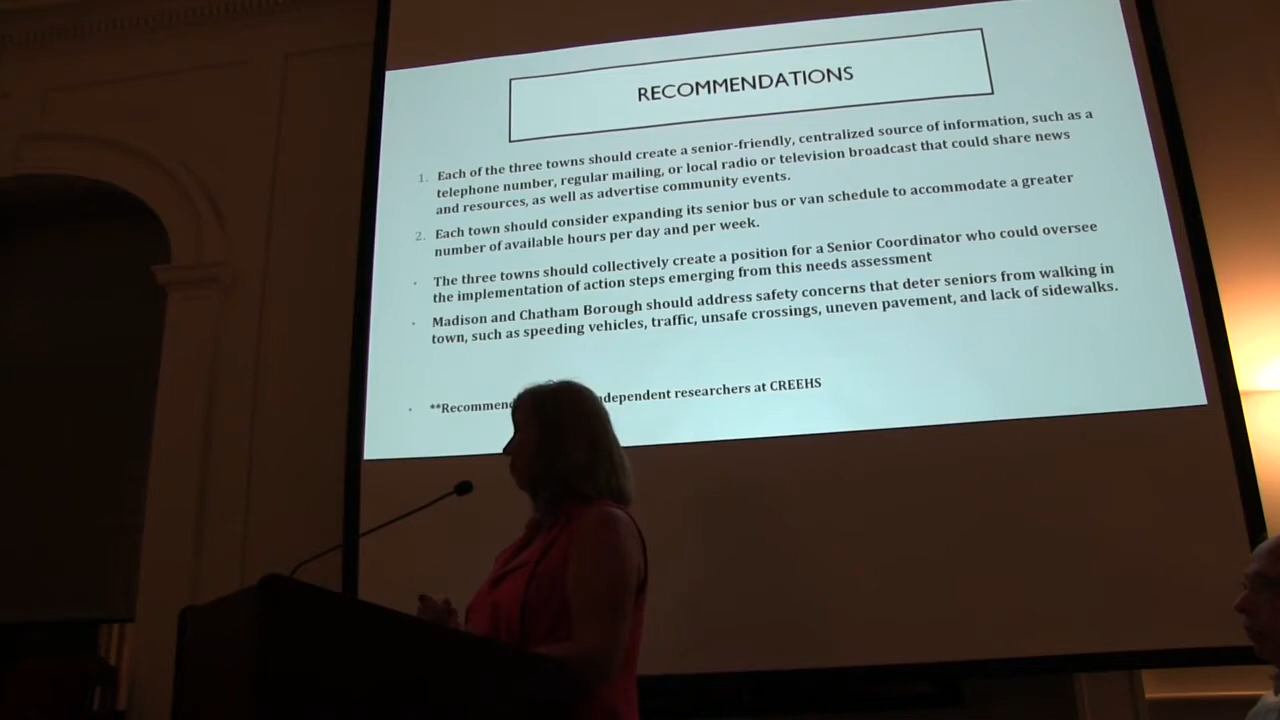 RECOMMENDATIONS
1. Each of the three towns should create a senior-friendly, centralized source of information, such as a
telephone number, regular mailing, or local radio or television broadcast that could share news
and resources, as well as advertise community events.
2. Each town should consider expanding its senior bus or van schedule to accommodate a greater
number of available hours per day and per week.
• The three towns should collectively create a position for a Senior Coordinator who could oversee
the implementation of action steps emerging from this needs assessment
• Madison and Chatham Borough should address safety concerns that deter seniors from walking in
town, such as speeding vehicles, traffic, unsafe crossings, uneven pavement, and lack of sidewalks.
• **Recommen dependent researchers at CREEHS